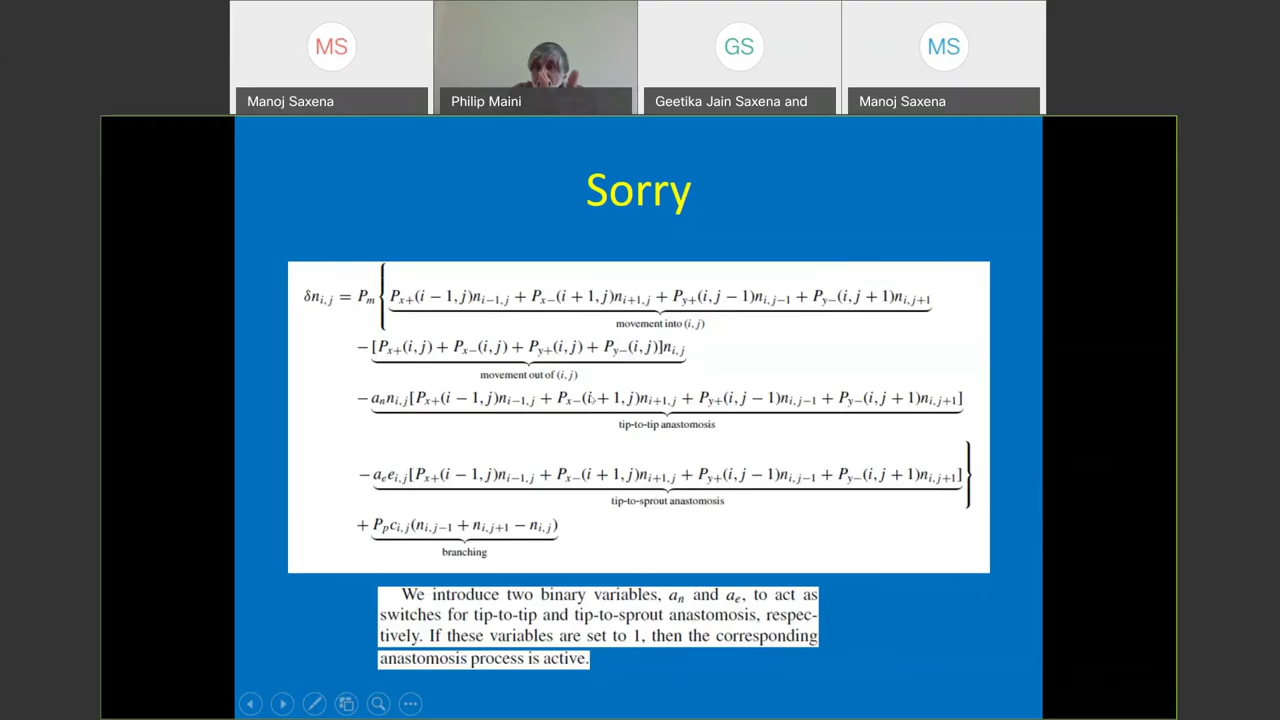 MS
GS
MS
Manoj Saxena
Philip Maini
Geetika Jain Saxena and
Manoj Saxena
Sorry
δn_{i,j} = P_m { P_{x+}(i − 1, j)n_{i−1,j} + P_{x−}(i + 1, j)n_{i+1,j} + P_{y+}(i, j − 1)n_{i,j−1} + P_{y−}(i, j + 1)n_{i,j+1}
movement into (i, j)
− [P_{x+}(i, j) + P_{x−}(i, j) + P_{y+}(i, j) + P_{y−}(i, j)]n_{i,j}
movement out of (i, j)
− a_n n_{i,j}[P_{x+}(i − 1, j)n_{i−1,j} + P_{x−}(i + 1, j)n_{i+1,j} + P_{y+}(i, j − 1)n_{i,j−1} + P_{y−}(i, j + 1)n_{i,j+1}]
tip-to-tip anastomosis
− a_e e_{i,j}[P_{x+}(i − 1, j)n_{i−1,j} + P_{x−}(i + 1, j)n_{i+1,j} + P_{y+}(i, j − 1)n_{i,j−1} + P_{y−}(i, j + 1)n_{i,j+1}] }
tip-to-sprout anastomosis
+ P_p c_{i,j}(n_{i,j−1} + n_{i,j+1} − n_{i,j})
branching
We introduce two binary variables, a_n and a_e, to act as
switches for tip-to-tip and tip-to-sprout anastomosis, respec-
tively. If these variables are set to 1, then the corresponding
anastomosis process is active.